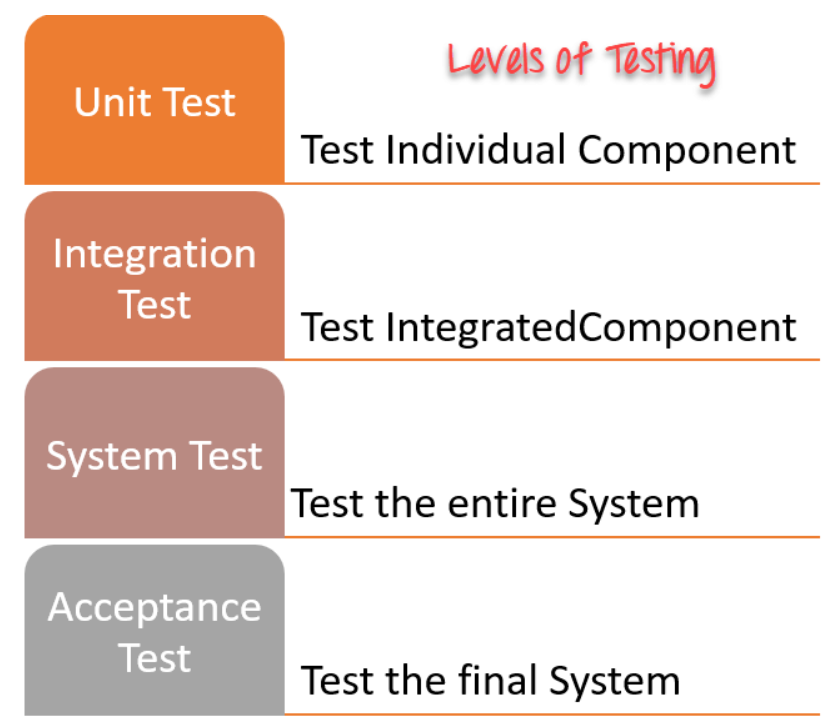 Levels of Testing
Unit Test
Test Individual Component
Integration
Test
Test IntegratedComponent
System Test
Test the entire System
Acceptance
Test
Test the final System